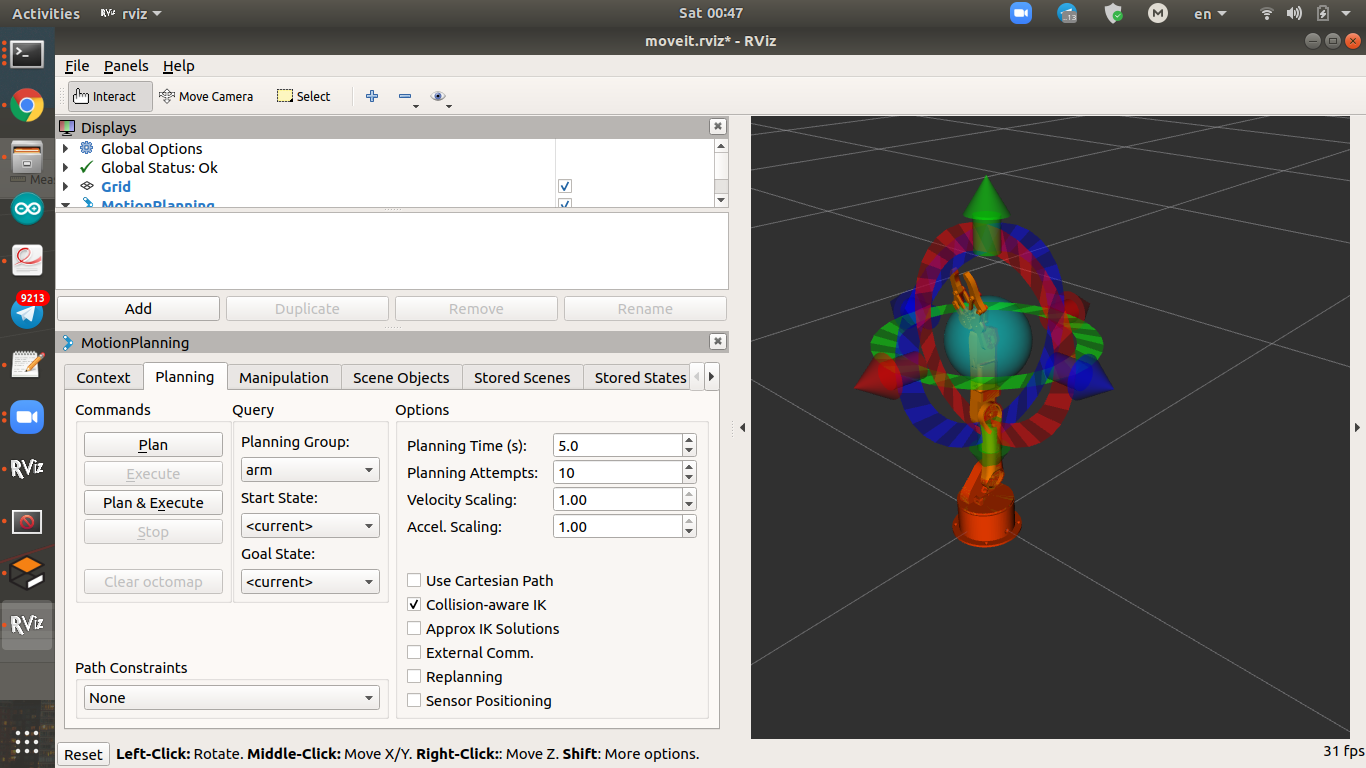 Activities RViz rviz Sat 00:47 13 M en
moveit.rviz* - RViz
File Panels Help
Interact Move Camera Select
Displays
Global Options
Global Status: Ok
Grid
MotionPlanning
Add Duplicate Remove Rename
MotionPlanning
Context Planning Manipulation Scene Objects Stored Scenes Stored States
Commands Query Options
Plan
Execute
Plan & Execute
Stop
Clear octomap
Planning Group:
arm
Start State:
<current>
Goal State:
<current>
Planning Time (s): 5.0
Planning Attempts: 10
Velocity Scaling: 1.00
Accel. Scaling: 1.00
Use Cartesian Path
Collision-aware IK
Approx IK Solutions
External Comm.
Replanning
Sensor Positioning
Path Constraints
None
Reset Left-Click: Rotate. Middle-Click: Move X/Y. Right-Click:: Move Z. Shift: More options. 31 fps
Mea
9213
RViz
RViz